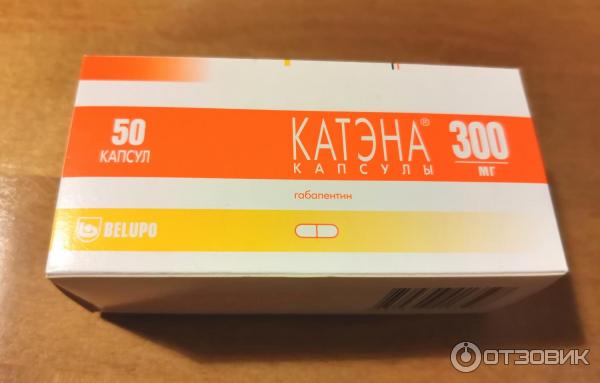 50
КАПСУЛ
КАТЭНА®
КАПСУЛЫ
300
МГ
габапентин
BELUPO
ОТЗОВИК